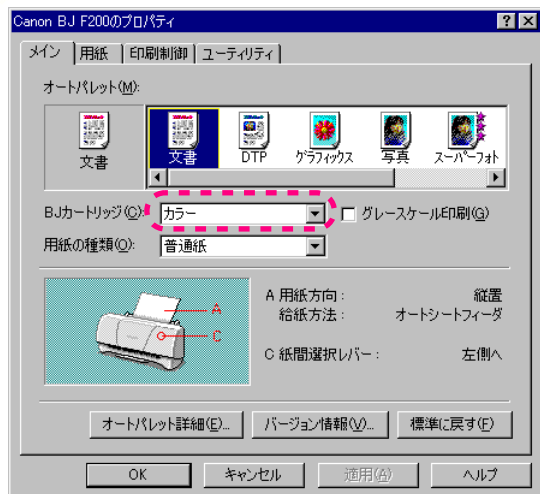 Canon BJ F200のプロパティ
メイン 用紙 印刷制御 ユーティリティ
オートパレット(M):
文書 文書 DTP グラフィックス 写真 スーパーフォト
BJカートリッジ(C): カラー グレースケール印刷(G)
用紙の種類(O): 普通紙
A 用紙方向: 縦置
給紙方法: オートシートフィーダ
A
C
C 紙間選択レバー: 左側へ
オートパレット詳細(E)... バージョン情報(V)... 標準に戻す(F)
OK キャンセル 適用(A) ヘルプ